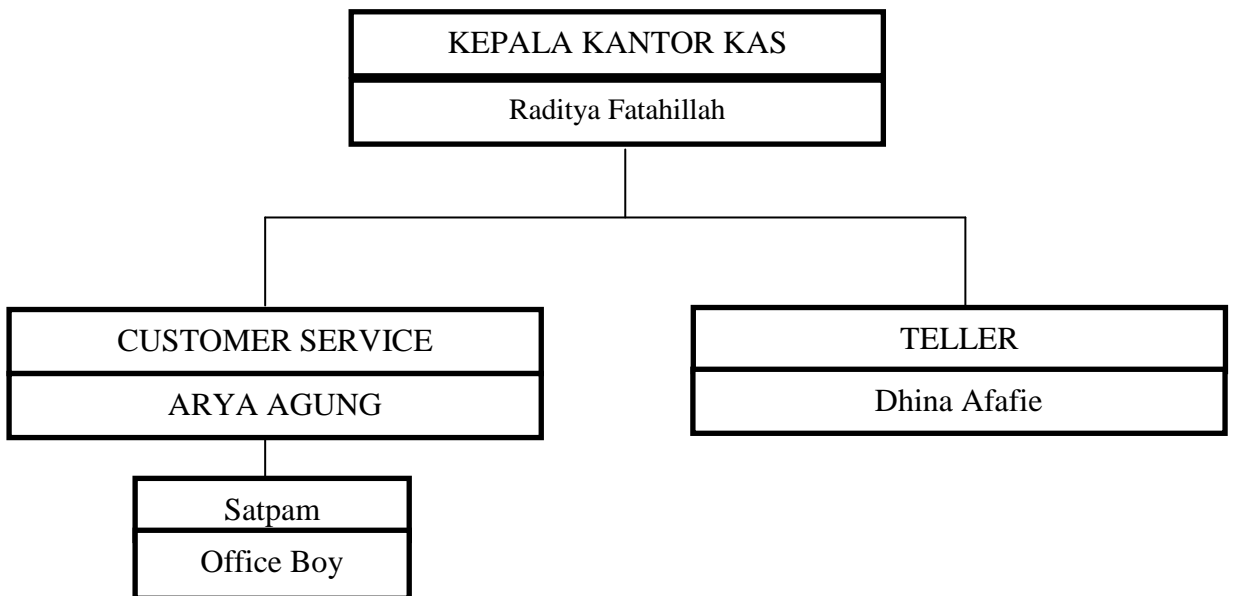 KEPALA KANTOR KAS
Raditya Fatahillah
CUSTOMER SERVICE
ARYA AGUNG
TELLER
Dhina Afafie
Satpam
Office Boy